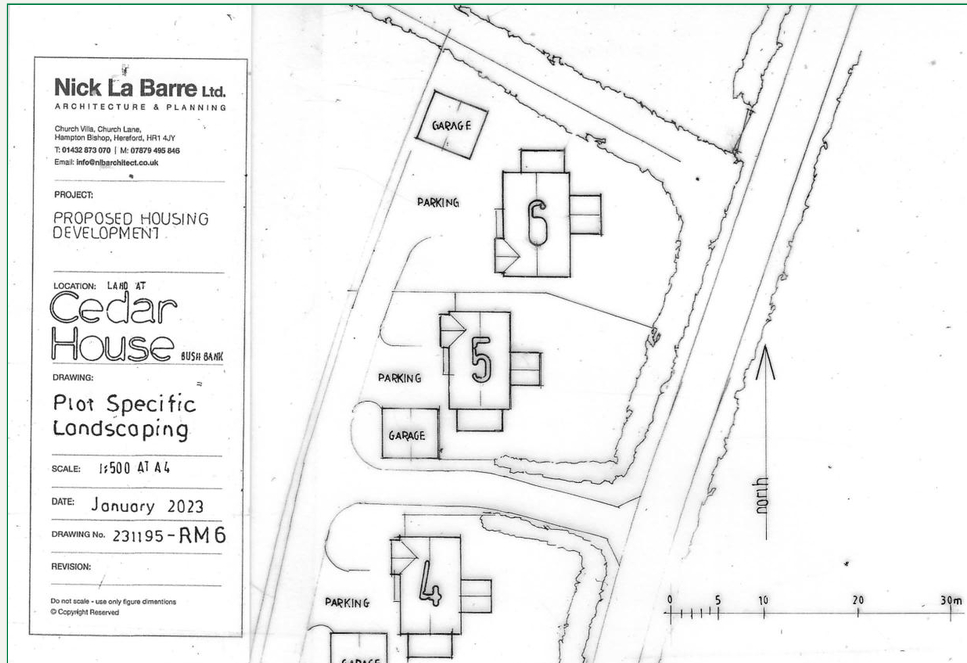 Nick La Barre Ltd.
ARCHITECTURE & PLANNING
Church Villa, Church Lane,
Hampton Bishop, Hereford, HR1 4JY
T: 01432 873 070 | M: 07879 495 846
Email: info@nlbarchitect.co.uk
PROJECT:
PROPOSED HOUSING
DEVELOPMENT
LOCATION: LAND AT
Cedar
House BUSH BANK
DRAWING:
Plot Specific
Landscaping
SCALE: 1:500 AT A4
DATE: January 2023
DRAWING No. 231195-RM6
REVISION:
Do not scale - use only figure dimentions
© Copyright Reserved
GARAGE
PARKING
6
5
PARKING
GARAGE
4
PARKING
GARAGE
north
0 5 10 20 30m